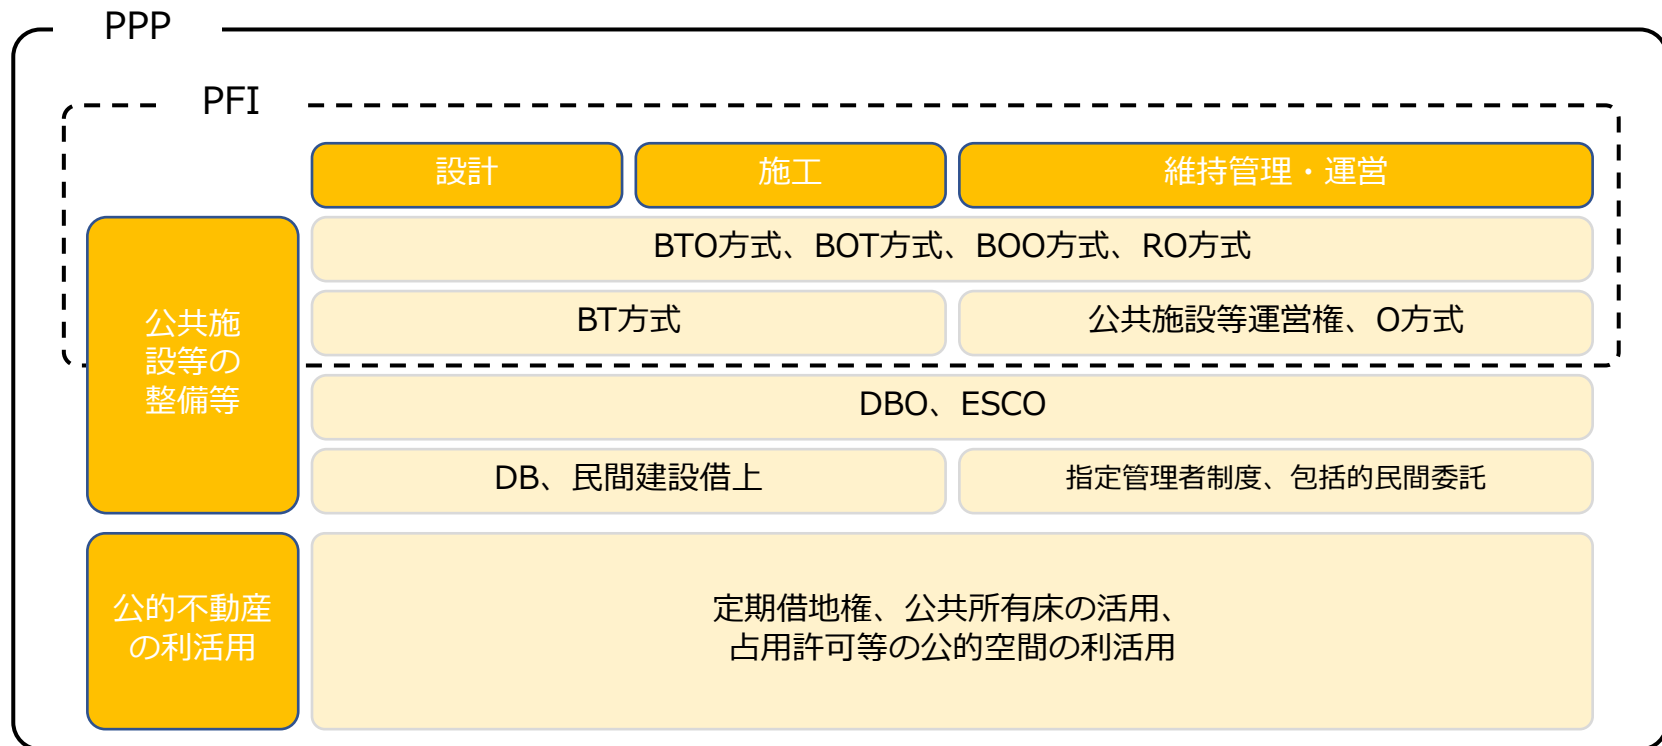 PPP
PFI
設計
施工
維持管理・運営
公共施
設等の
整備等
BTO方式、BOT方式、BOO方式、RO方式
BT方式
公共施設等運営権、O方式
DBO、ESCO
DB、民間建設借上
指定管理者制度、包括的民間委託
公的不動産
の利活用
定期借地権、公共所有床の活用、
占用許可等の公的空間の利活用